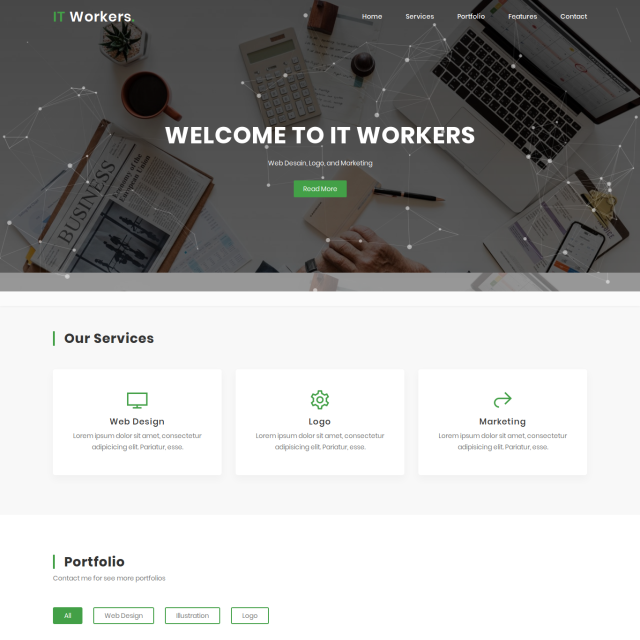 IT Workers
Home Services Portfolio Features Contact
WELCOME TO IT WORKERS
Web Desain, Logo, and Marketing
Read More
BUSINESS
Our Services
Web Design
Lorem ipsum dolor sit amet, consectetur
adipicicing elit. Pariatur, esse.
Logo
Lorem ipsum dolor sit amet, consectetur
adipisicing elit. Pariatur, esse.
Marketing
Lorem ipsum dolor sit amet, consectetur
adipisicing elit. Pariatur, esse.
Portfolio
Contact me for see more portfolios
All Web Design Illustration Logo